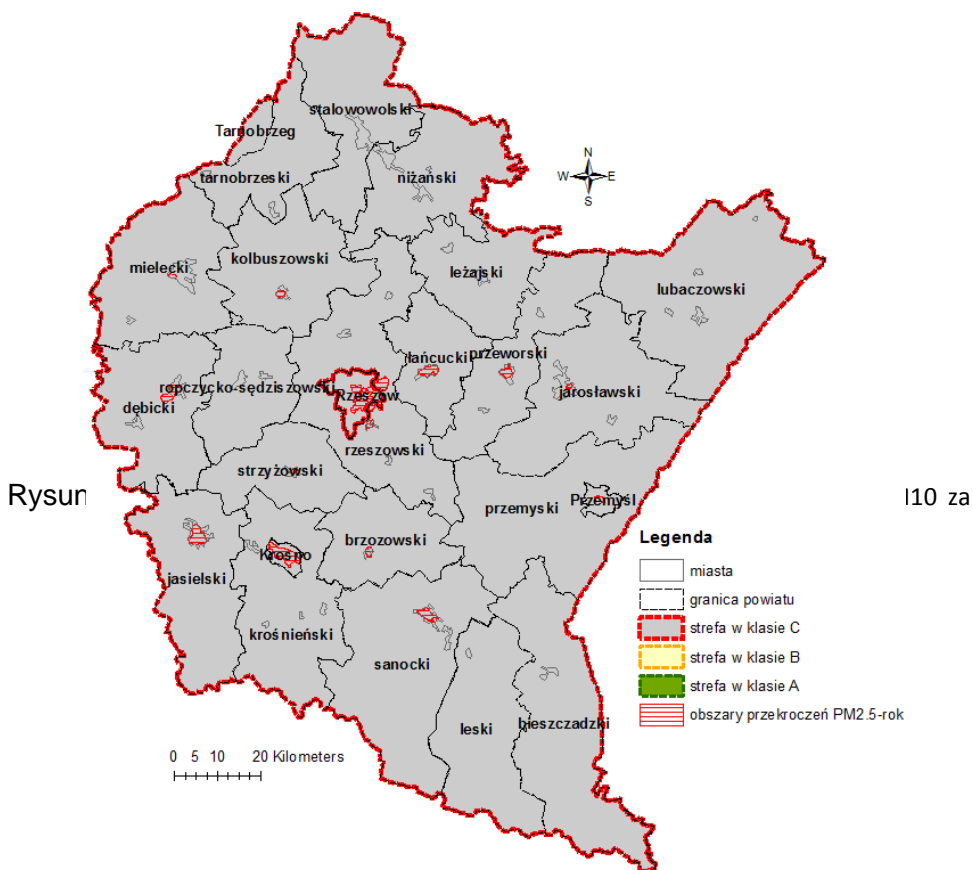 stalowowolski
Tarnobrzeg
N
W E
S
tarnobrzeski
niżański
mielecki
kolbuszowski
leżajski
lubaczowski
łańcucki
przeworski
ropczycko-sędziszowski
Rzeszów
jarosławski
dębicki
rzeszowski
strzyżowski
Rysun
przemyski
Przemyśl
10 za
Legenda
brzozowski
Krosno
jasielski
miasta
granica powiatu
krośnieński
strefa w klasie C
sanocki
strefa w klasie B
strefa w klasie A
leski
bieszczadzki
obszary przekroczeń PM2.5-rok
0 5 10 20 Kilometers